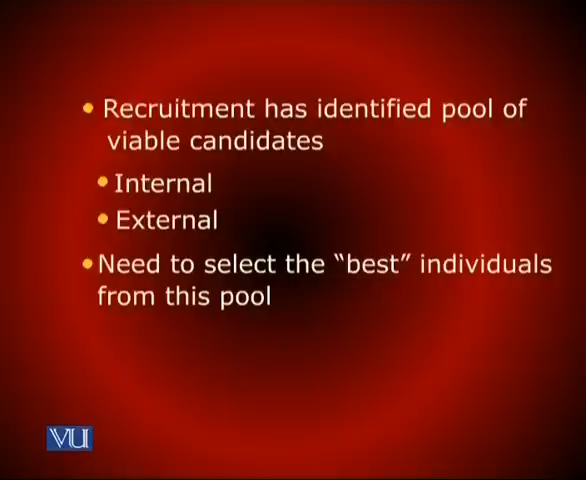 • Recruitment has identified pool of
viable candidates
• Internal
• External
• Need to select the “best” individuals
from this pool
VU